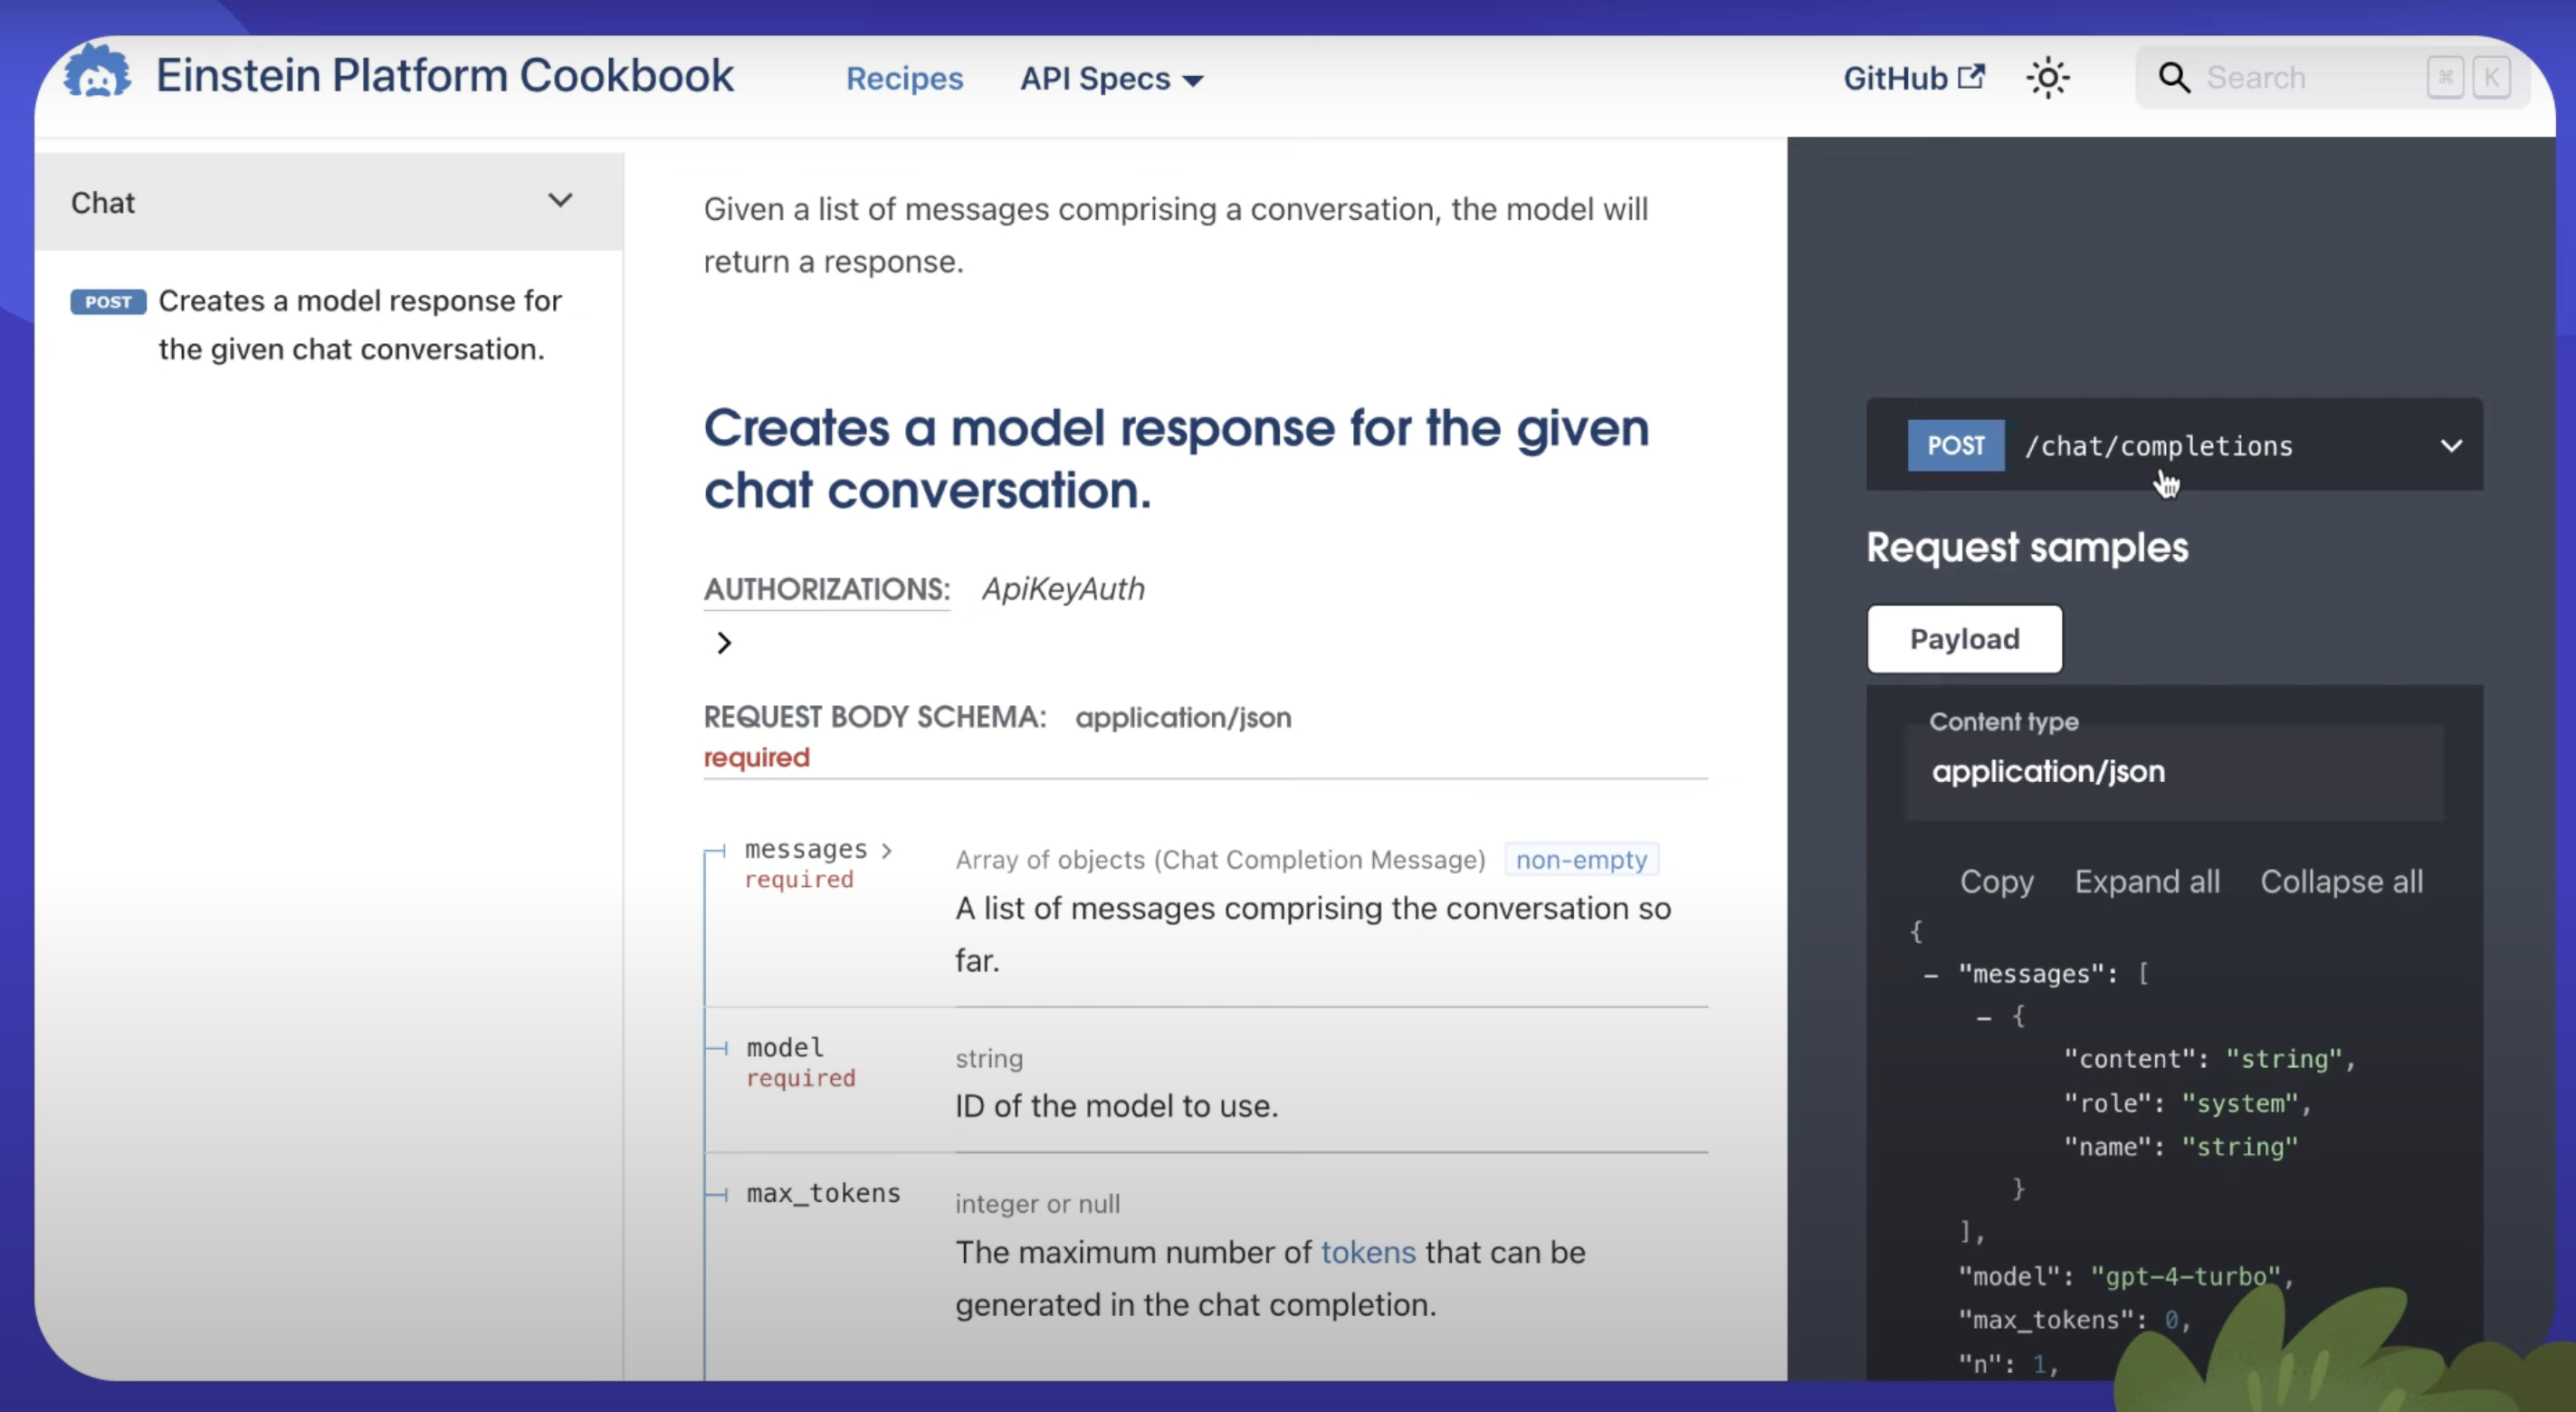 Einstein Platform Cookbook
Recipes
API Specs
GitHub
Search
⌘ K
Chat
POST Creates a model response for
the given chat conversation.
Given a list of messages comprising a conversation, the model will
return a response.
Creates a model response for the given
chat conversation.
AUTHORIZATIONS: ApiKeyAuth
REQUEST BODY SCHEMA: application/json
required
messages
required
Array of objects (Chat Completion Message) non-empty
A list of messages comprising the conversation so
far.
model
required
string
ID of the model to use.
max_tokens
integer or null
The maximum number of tokens that can be
generated in the chat completion.
POST /chat/completions
Request samples
Payload
Content type
application/json
Copy Expand all Collapse all
{
– "messages": [
– {
"content": "string",
"role": "system",
"name": "string"
}
],
"model": "gpt-4-turbo",
"max_tokens": 0,
"n": 1,